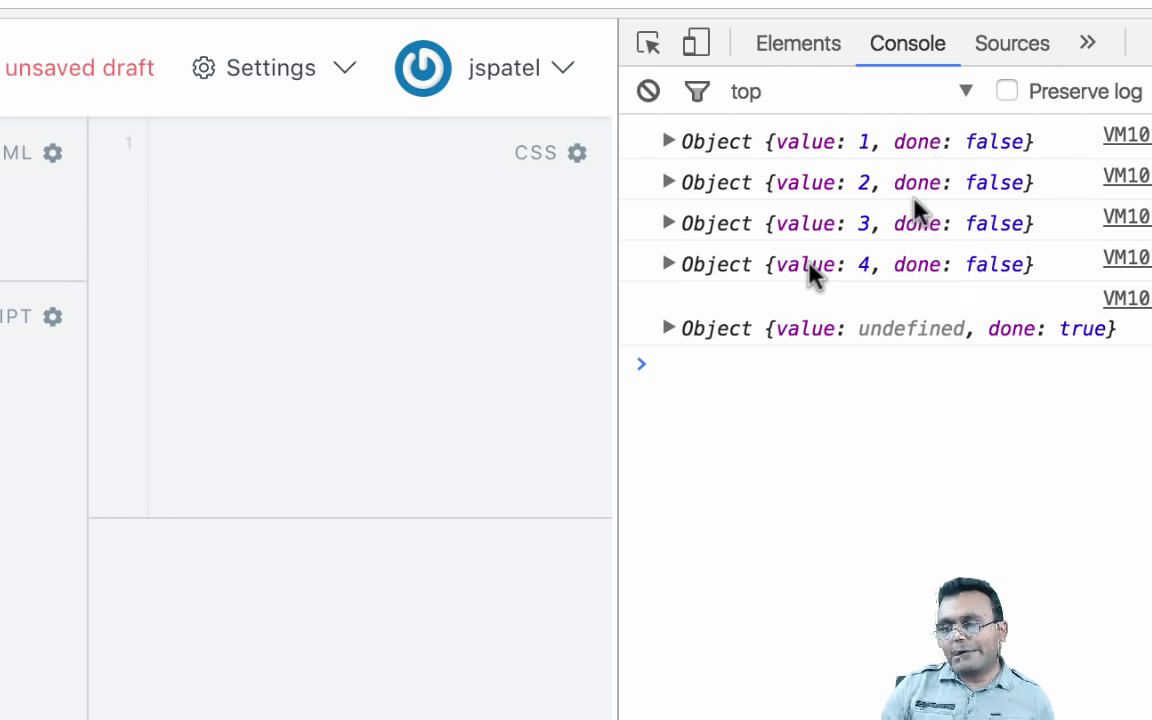 unsaved draft Settings jspatel
ML
1
CSS
IPT
Elements Console Sources
top Preserve log
Object {value: 1, done: false} VM10
Object {value: 2, done: false} VM10
Object {value: 3, done: false} VM10
Object {value: 4, done: false} VM10
VM10
Object {value: undefined, done: true}